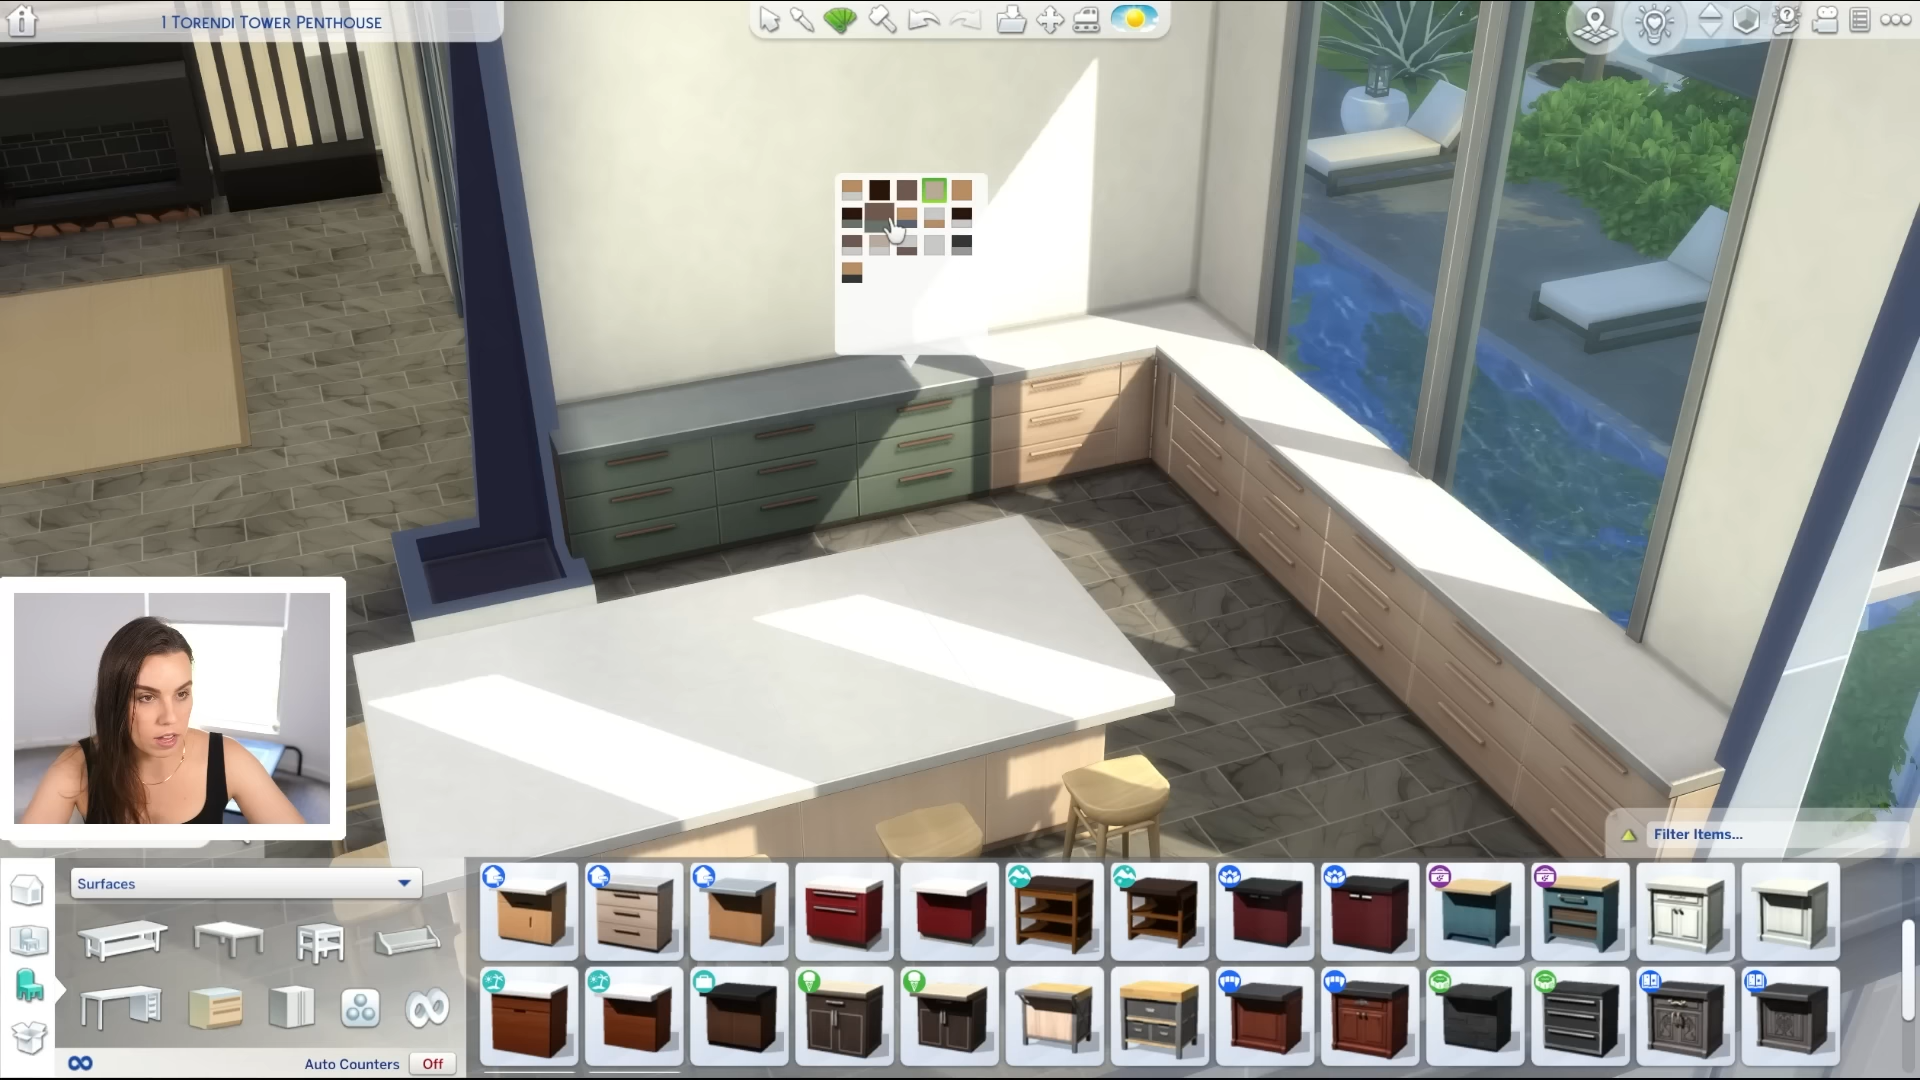 1 Torendi Tower Penthouse
Filter Items...
Surfaces
Auto Counters
Off